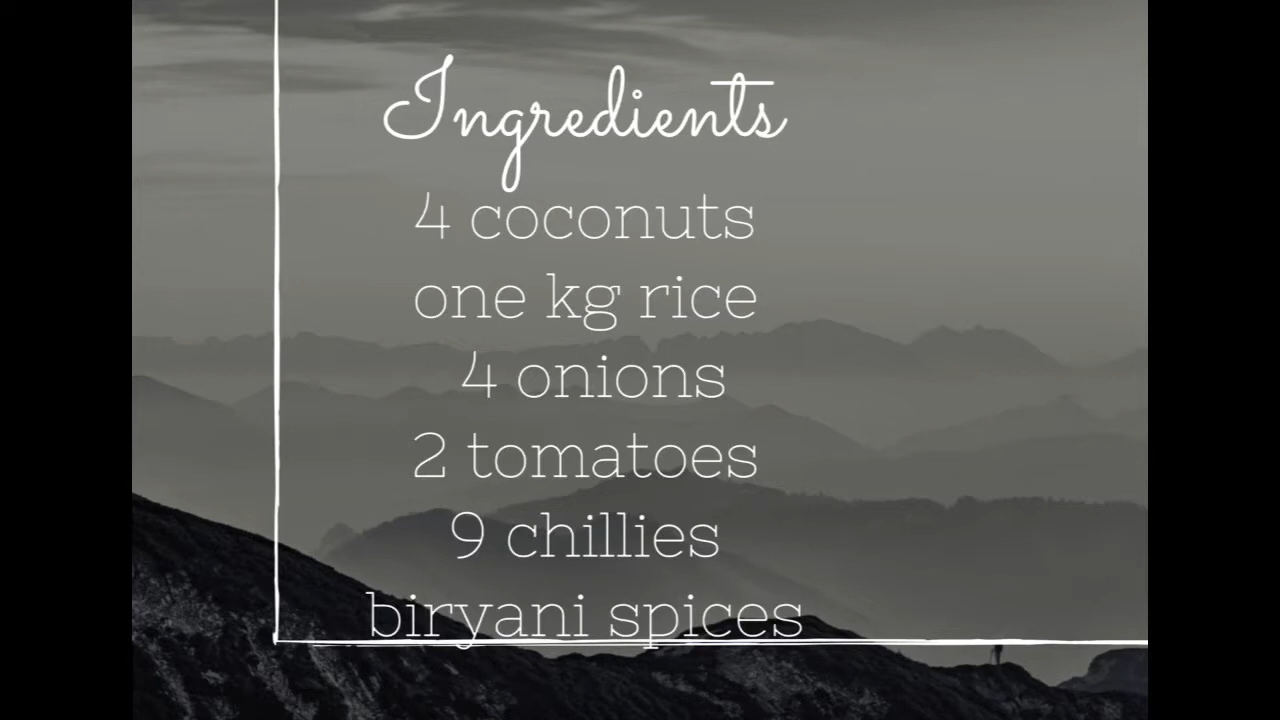 Ingredients
4 coconuts
one kg rice
4 onions
2 tomatoes
9 chillies
biryani spices